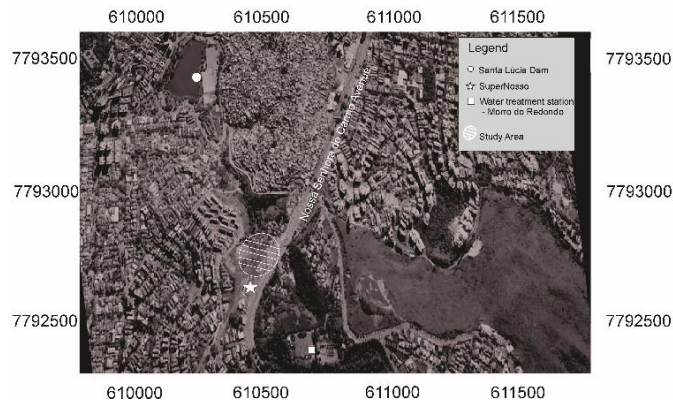 610000 610500 611000 611500
7793500 7793500
Legend
Santa Lúcia Dam
SuperNosso
Water treatment station
- Morro do Redondo
Study Area
Nossa Senhora do Carmo Avenue
7793000 7793000
7792500 7792500
610000 610500 611000 611500